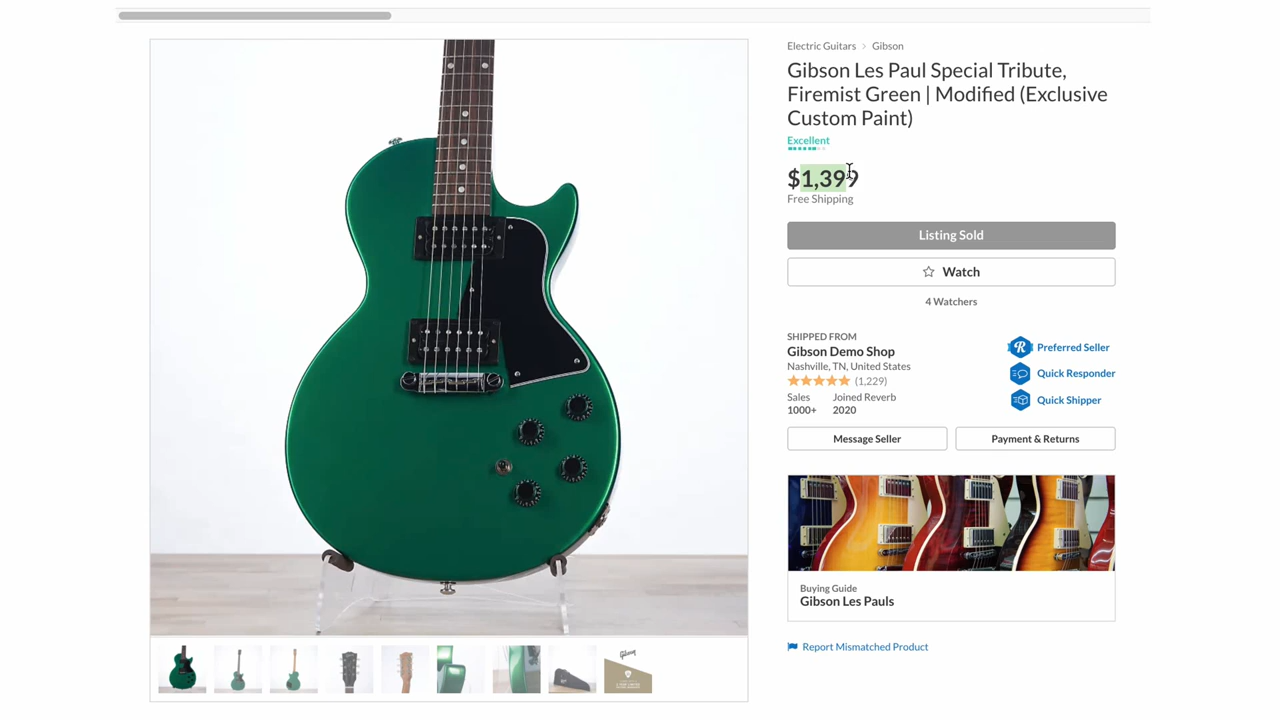 Electric Guitars > Gibson
Gibson Les Paul Special Tribute,
Firemist Green | Modified (Exclusive
Custom Paint)
Excellent
$1,399
Free Shipping
Listing Sold
Watch
4 Watchers
SHIPPED FROM
Gibson Demo Shop
Nashville, TN, United States
(1,229)
Sales Joined Reverb
1000+ 2020
R Preferred Seller
Quick Responder
Quick Shipper
Message Seller
Payment & Returns
Buying Guide
Gibson Les Pauls
Report Mismatched Product
Gibson